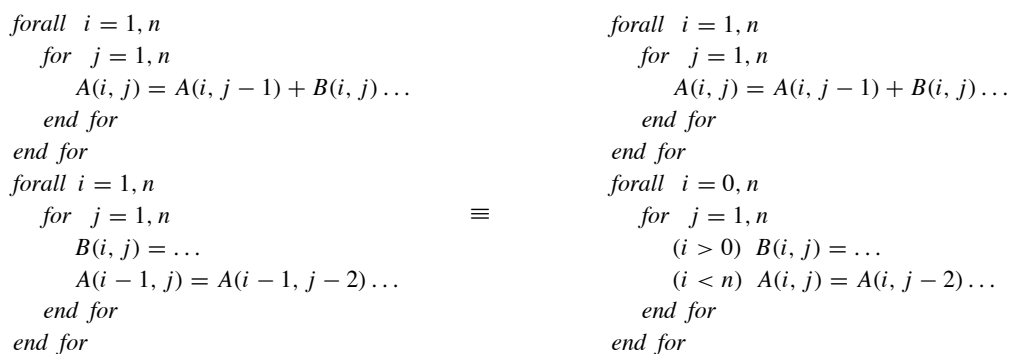 forall i = 1, n
for j = 1, n
A(i, j) = A(i, j − 1) + B(i, j) . . .
end for
end for
forall i = 1, n
for j = 1, n
B(i, j) = . . .
A(i − 1, j) = A(i − 1, j − 2) . . .
end for
end for
≡
forall i = 1, n
for j = 1, n
A(i, j) = A(i, j − 1) + B(i, j) . . .
end for
end for
forall i = 0, n
for j = 1, n
(i > 0) B(i, j) = . . .
(i < n) A(i, j) = A(i, j − 2) . . .
end for
end for